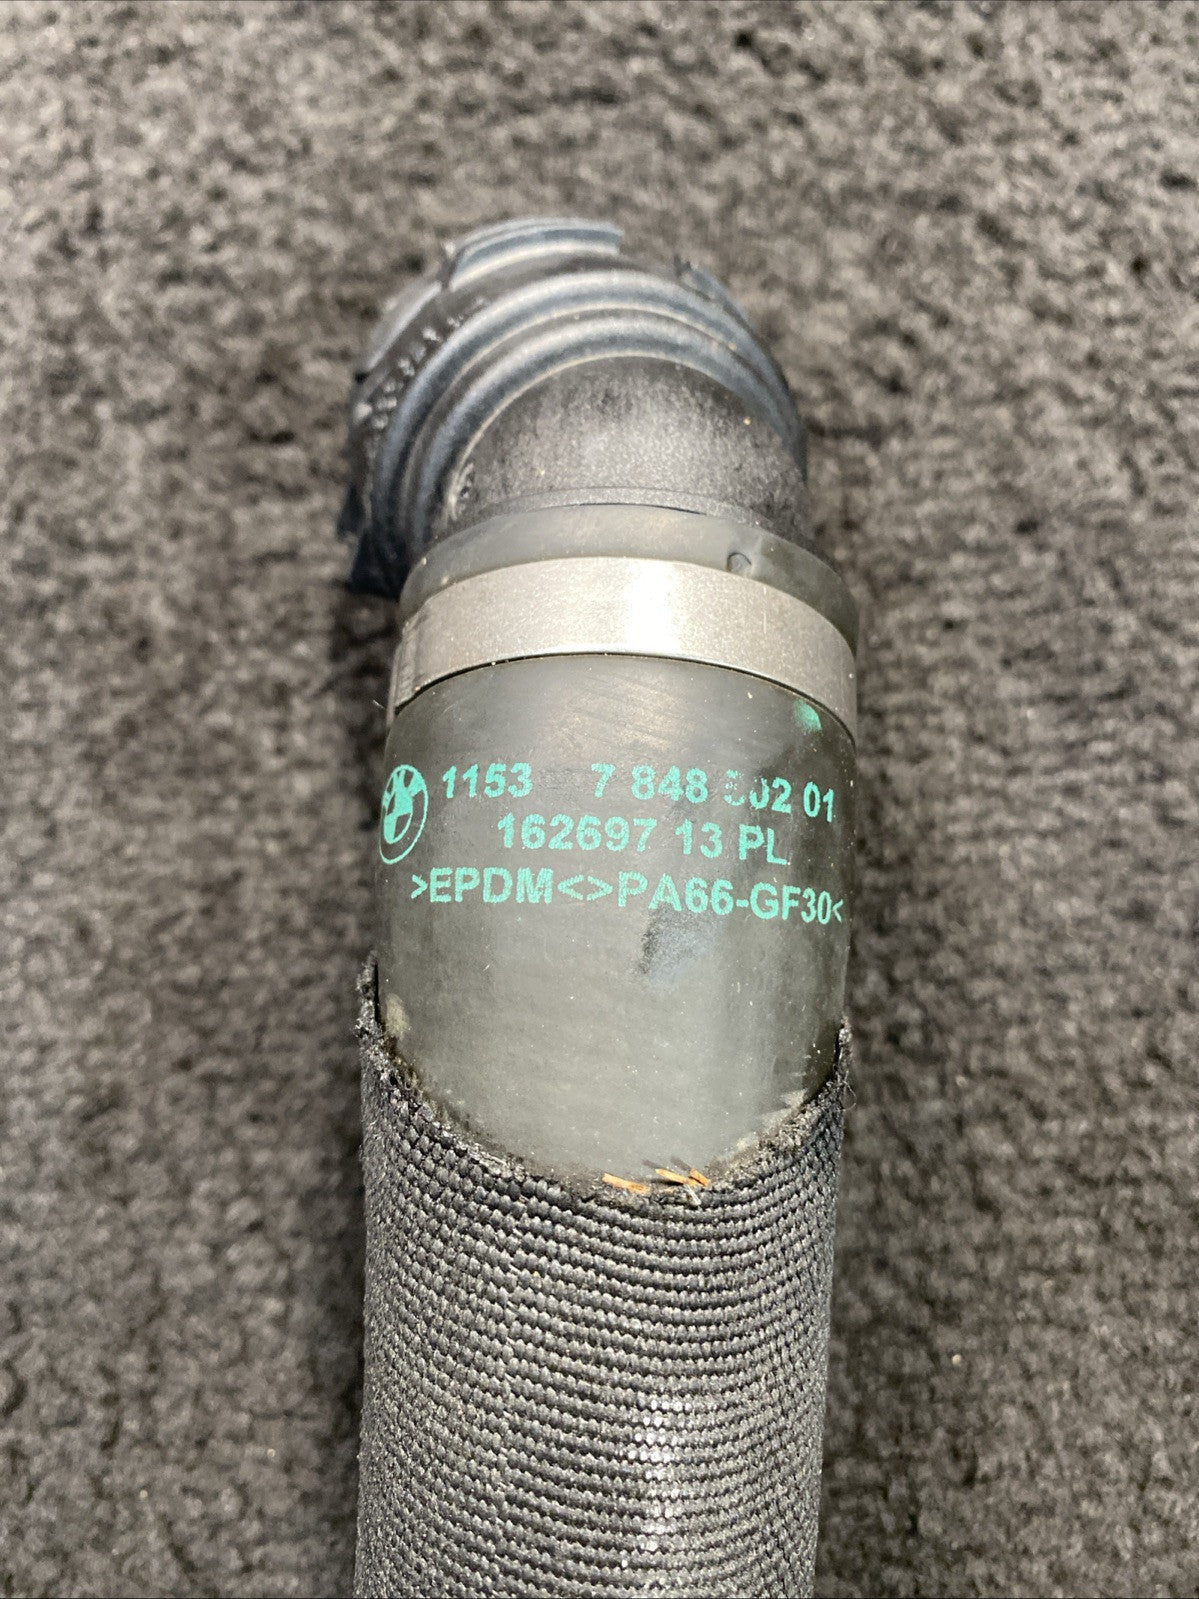 1153 7 848 01
162697 13 PL
>EPDM<>PA66-GF30<